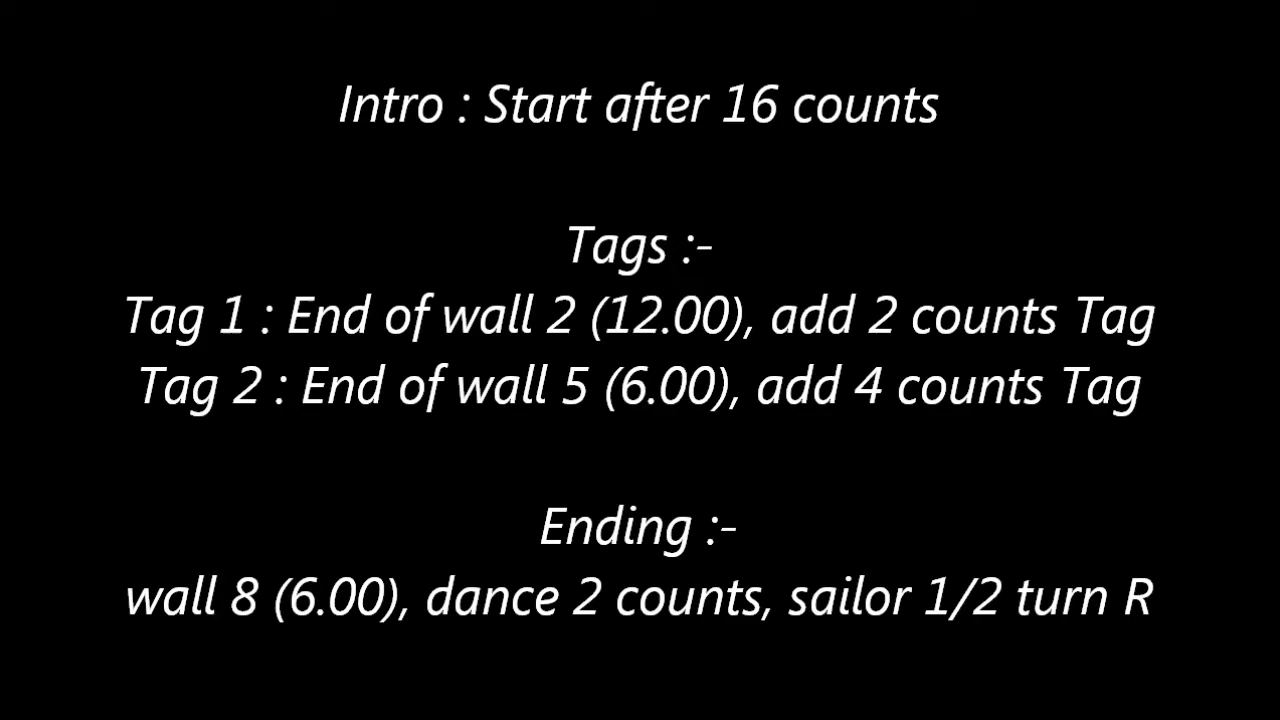 Intro : Start after 16 counts
Tags :-
Tag 1 : End of wall 2 (12.00), add 2 counts Tag
Tag 2 : End of wall 5 (6.00), add 4 counts Tag
Ending :-
wall 8 (6.00), dance 2 counts, sailor 1/2 turn R